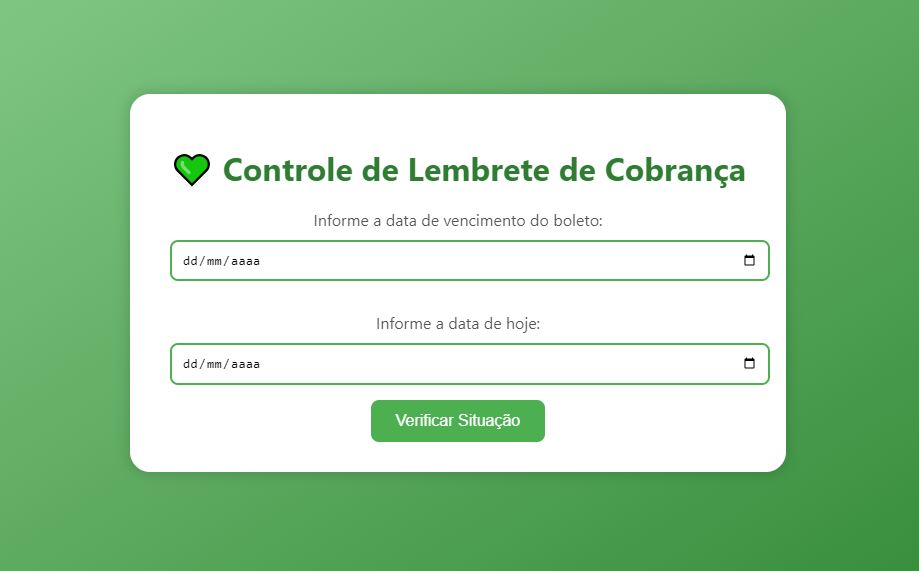 Controle de Lembrete de Cobrança
Informe a data de vencimento do boleto:
dd/mm/aaaa
Informe a data de hoje:
dd/mm/aaaa
Verificar Situação